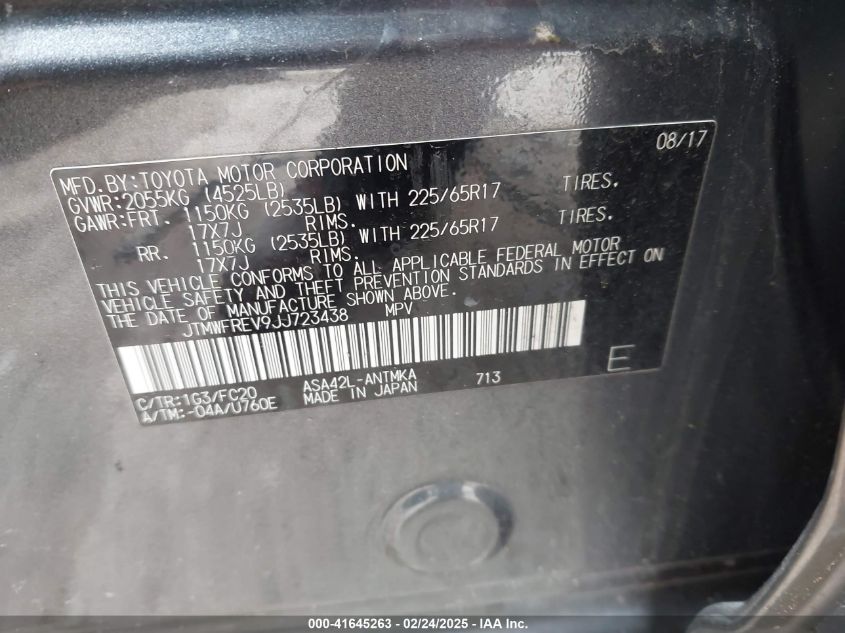 08/17
MFD.BY:TOYOTA MOTOR CORPORATION
GVWR:2055KG (4525LB)
GAWR:FRT. 1150KG (2535LB) WITH 225/65R17 TIRES.
17X7J RIMS.
RR. 1150KG (2535LB) WITH 225/65R17 TIRES.
17X7J RIMS.
THIS VEHICLE CONFORMS TO ALL APPLICABLE FEDERAL MOTOR
VEHICLE SAFETY AND THEFT PREVENTION STANDARDS IN EFFECT ON
THE DATE OF MANUFACTURE SHOWN ABOVE.
JTMWFREV9JJ723438 MPV
C/TR:1G3/FC20 ASA42L-ANTMKA 713 E
A/TM:-04A/U760E MADE IN JAPAN
000-41645263 - 02/24/2025 - IAA Inc.